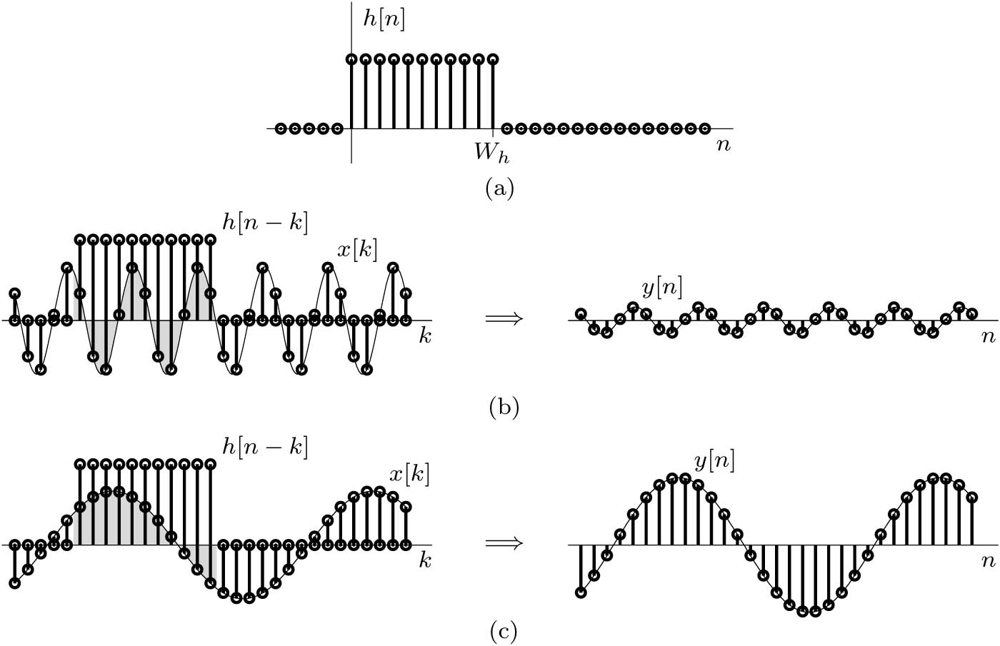 h[n]
n
W_h
(a)
h[n − k]
x[k]
k
⟹
y[n]
n
(b)
h[n − k]
x[k]
k
⟹
y[n]
n
(c)